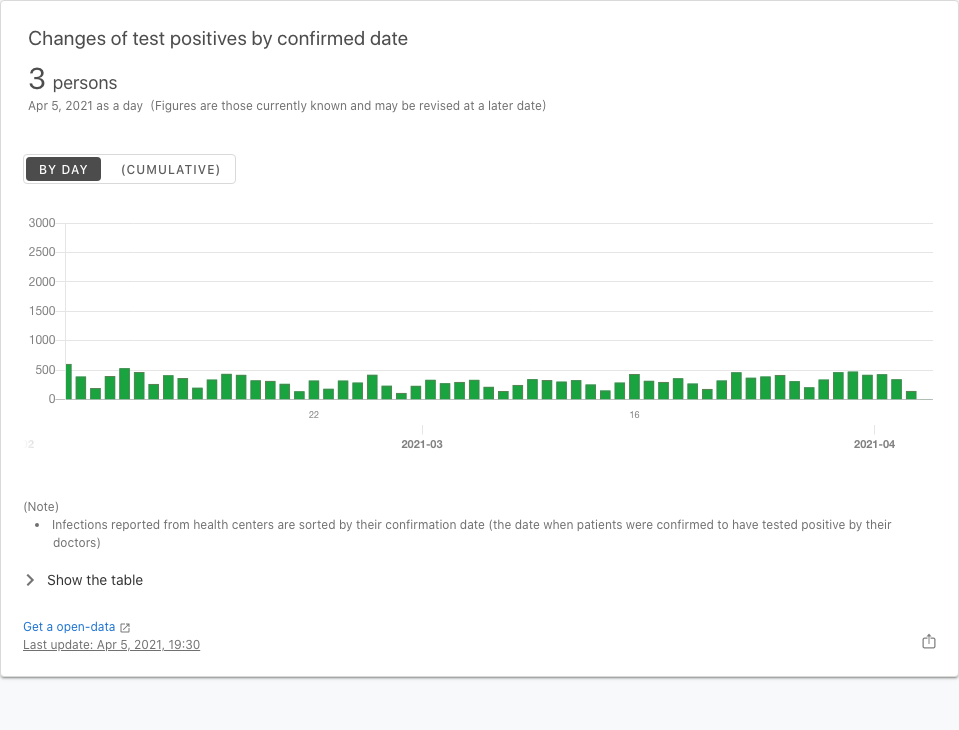 Changes of test positives by confirmed date
3 persons
Apr 5, 2021 as a day (Figures are those currently known and may be revised at a later date)
BY DAY (CUMULATIVE)
3000
2500
2000
1500
1000
500
0
22 16
2 2021-03 2021-04
(Note)
• Infections reported from health centers are sorted by their confirmation date (the date when patients were confirmed to have tested positive by their
doctors)
Show the table
Get a open-data
Last update: Apr 5, 2021, 19:30